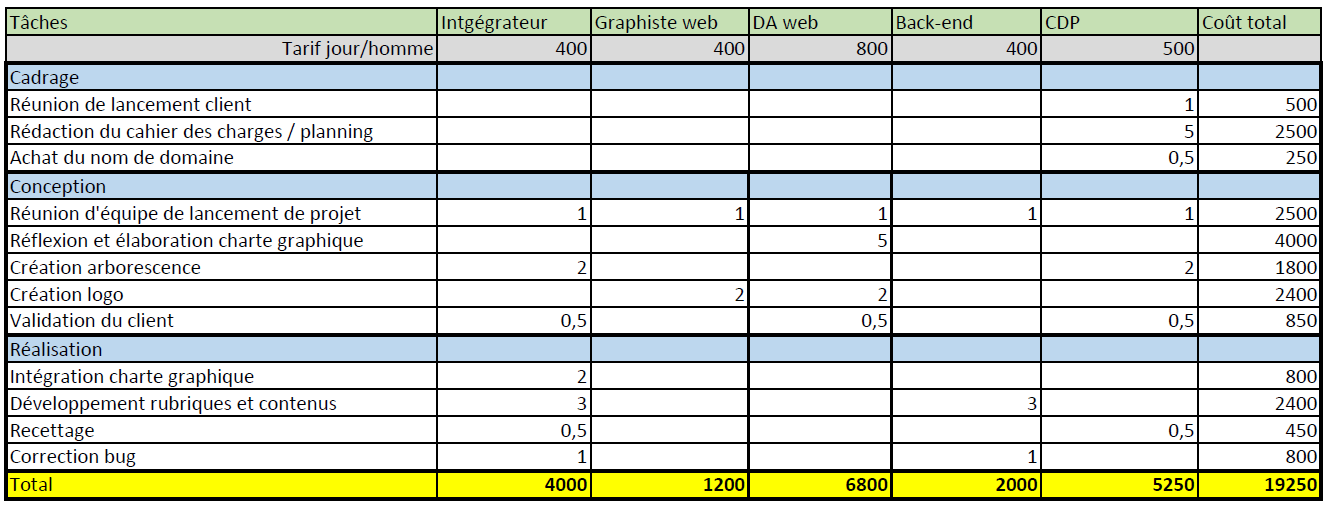 Tâches Intgégrateur Graphiste web DA web Back-end CDP Coût total
Tarif jour/homme 400 400 800 400 500
Cadrage
Réunion de lancement client 1 500
Rédaction du cahier des charges / planning 5 2500
Achat du nom de domaine 0,5 250
Conception
Réunion d'équipe de lancement de projet 1 1 1 1 1 2500
Réflexion et élaboration charte graphique 5 4000
Création arborescence 2 2 1800
Création logo 2 2 2400
Validation du client 0,5 0,5 0,5 850
Réalisation
Intégration charte graphique 2 800
Développement rubriques et contenus 3 3 2400
Recettage 0,5 0,5 450
Correction bug 1 1 800
Total 4000 1200 6800 2000 5250 19250